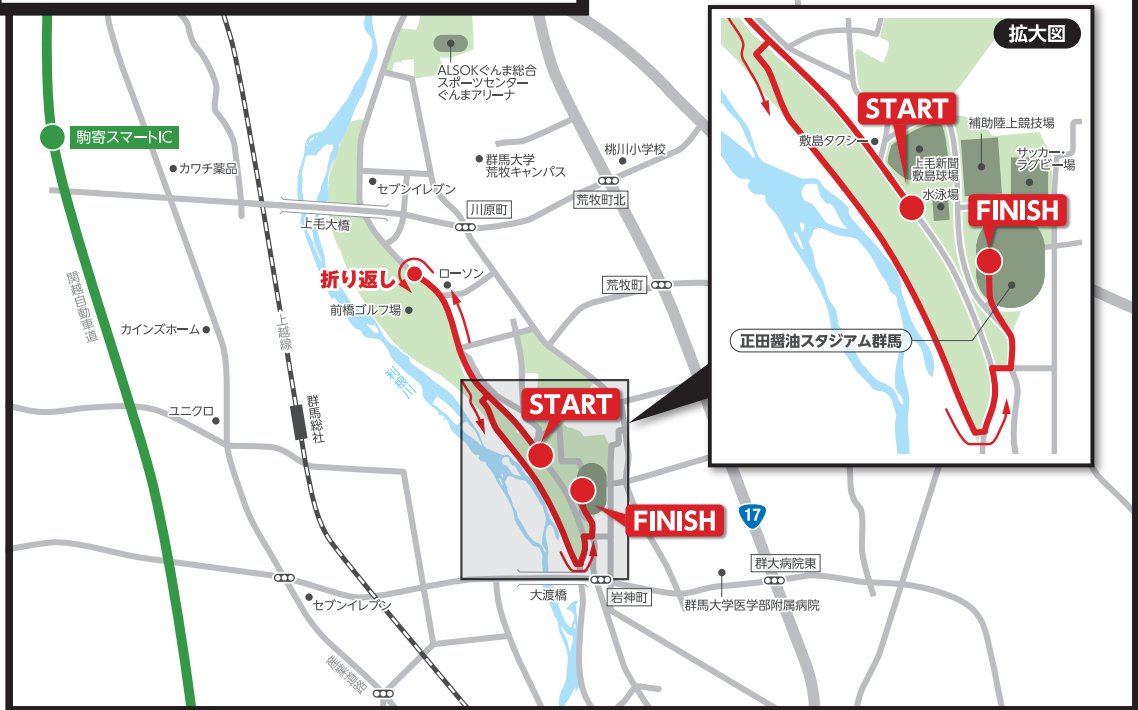 ALSOKぐんま総合
スポーツセンター
ぐんまアリーナ
駒寄スマートIC
カワチ薬品
群馬大学
荒牧キャンパス
桃川小学校
セブンイレブン
荒牧町北
川原町
上毛大橋
折り返し
ローソン
荒牧町
前橋ゴルフ場
関越自動車道
カインズホーム
上越線
利根川
ユニクロ
群馬総社
START
FINISH
17
群大病院東
大渡橋
岩神町
群馬大学医学部附属病院
セブンイレブン
産業道路
拡大図
START
敷島タクシー
補助陸上競技場
上毛新聞
敷島球場
サッカー・
ラグビー場
水泳場
FINISH
正田醤油スタジアム群馬